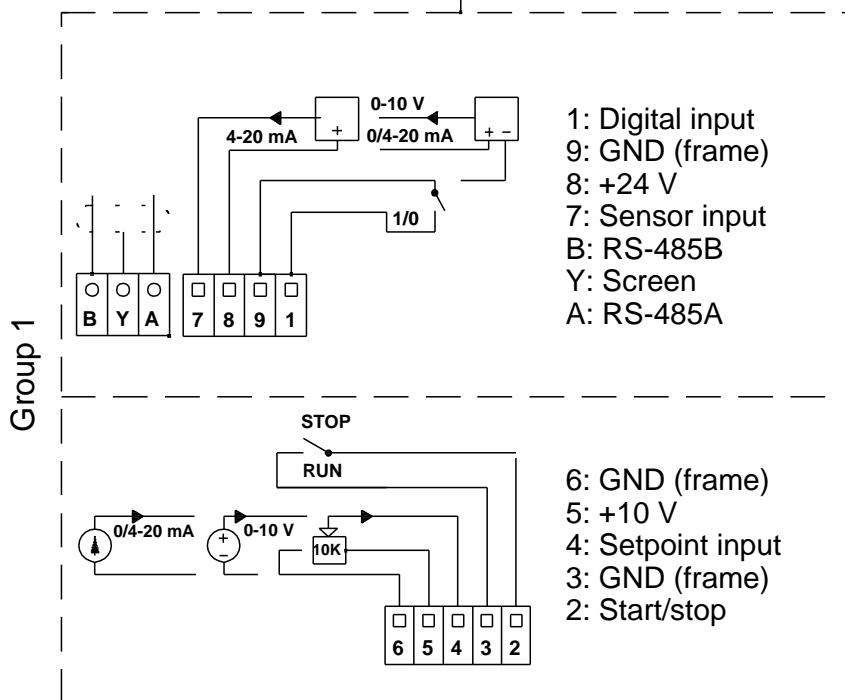 Group 1
0-10 V
4-20 mA
+
0/4-20 mA
+ −
1/0
B Y A
7 8 9 1
1: Digital input
9: GND (frame)
8: +24 V
7: Sensor input
B: RS-485B
Y: Screen
A: RS-485A
STOP
RUN
0/4-20 mA
+
−
0-10 V
10K
6 5 4 3 2
6: GND (frame)
5: +10 V
4: Setpoint input
3: GND (frame)
2: Start/stop